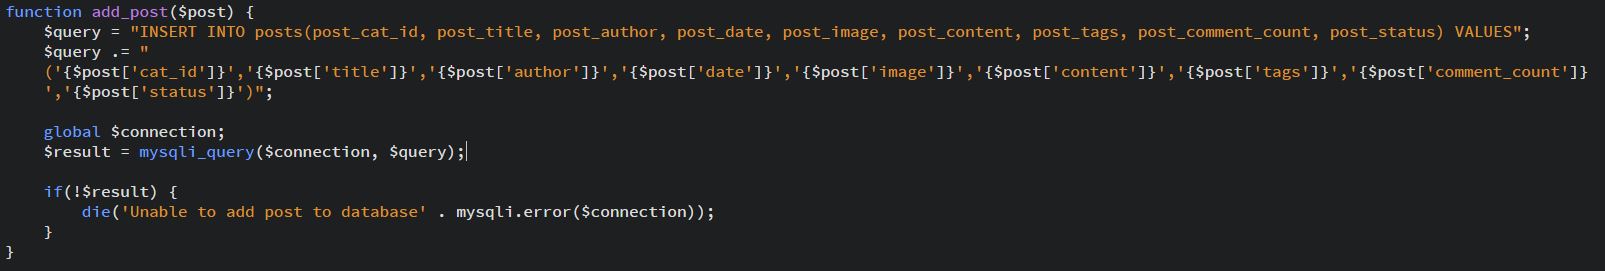 function add_post($post) {
    $query = "INSERT INTO posts(post_cat_id, post_title, post_author, post_date, post_image, post_content, post_tags, post_comment_count, post_status) VALUES";
    $query .= "
    ('{$post['cat_id']}','{$post['title']}','{$post['author']}','{$post['date']}','{$post['image']}','{$post['content']}','{$post['tags']}','{$post['comment_count']}
    ','{$post['status']}')";

    global $connection;
    $result = mysqli_query($connection, $query);

    if(!$result) {
        die('Unable to add post to database' . mysqli.error($connection));
    }
}